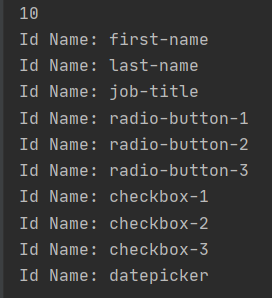 10
Id Name: first-name
Id Name: last-name
Id Name: job-title
Id Name: radio-button-1
Id Name: radio-button-2
Id Name: radio-button-3
Id Name: checkbox-1
Id Name: checkbox-2
Id Name: checkbox-3
Id Name: datepicker